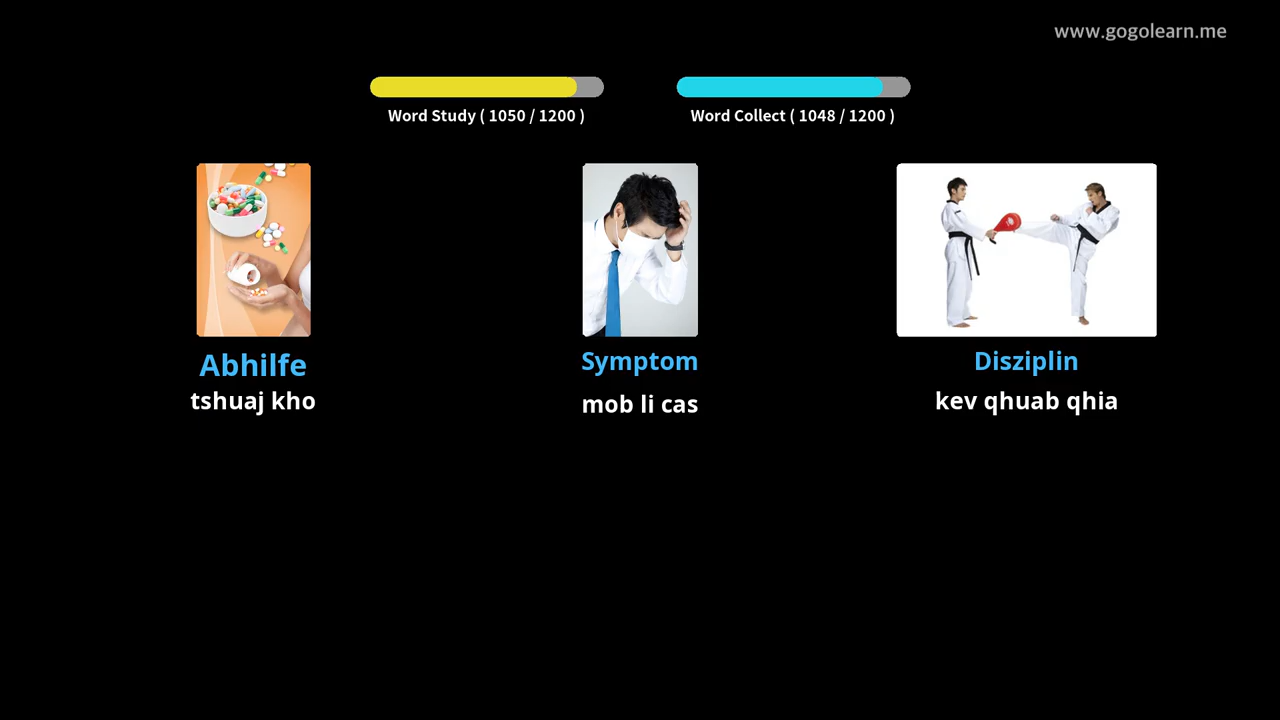 www.gogolearn.me
Word Study ( 1050 / 1200 )
Word Collect ( 1048 / 1200 )
Abhilfe
tshuaj kho
Symptom
mob li cas
Disziplin
kev qhuab qhia